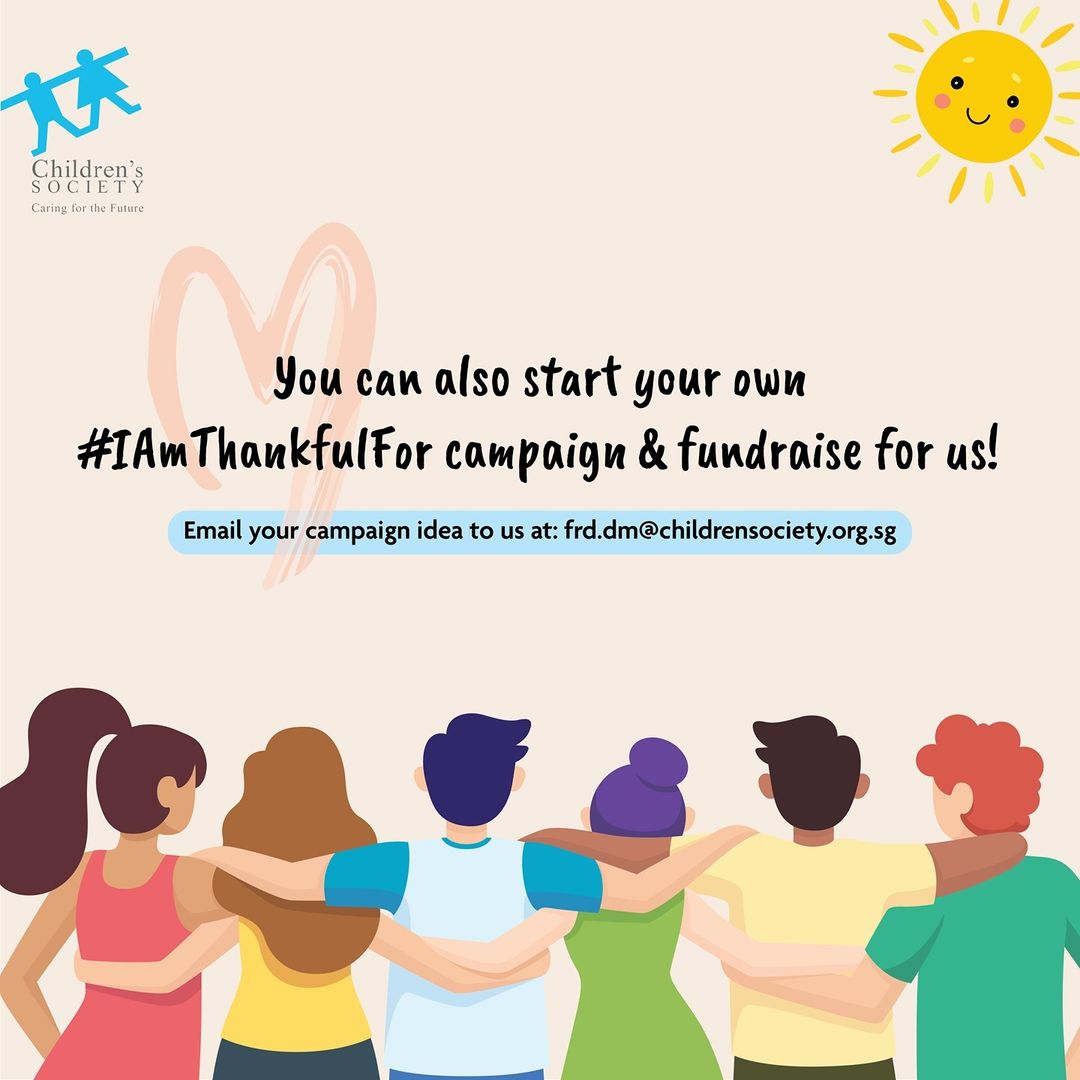 Children's
SOCIETY
Caring for the Future
You can also start your own
#IAmThankfulFor campaign & fundraise for us!
Email your campaign idea to us at: frd.dm@childrensociety.org.sg